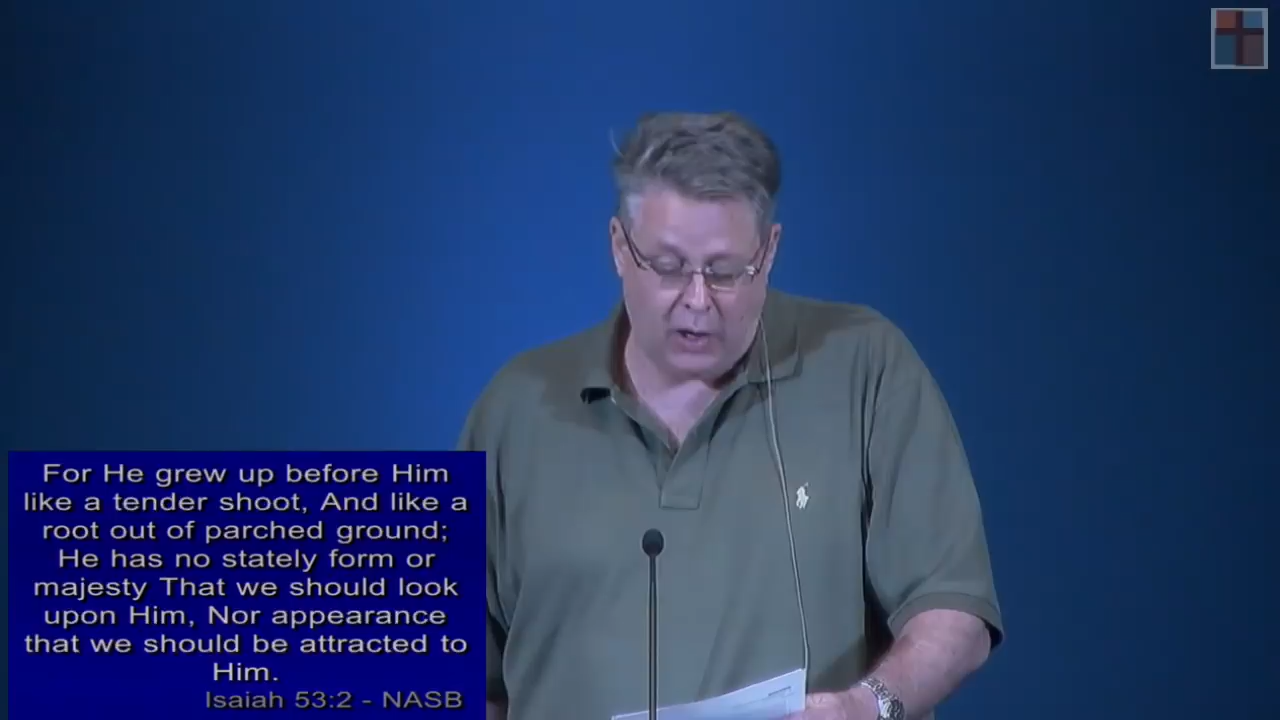 For He grew up before Him
like a tender shoot, And like a
root out of parched ground;
He has no stately form or
majesty That we should look
upon Him, Nor appearance
that we should be attracted to
Him.
Isaiah 53:2 - NASB